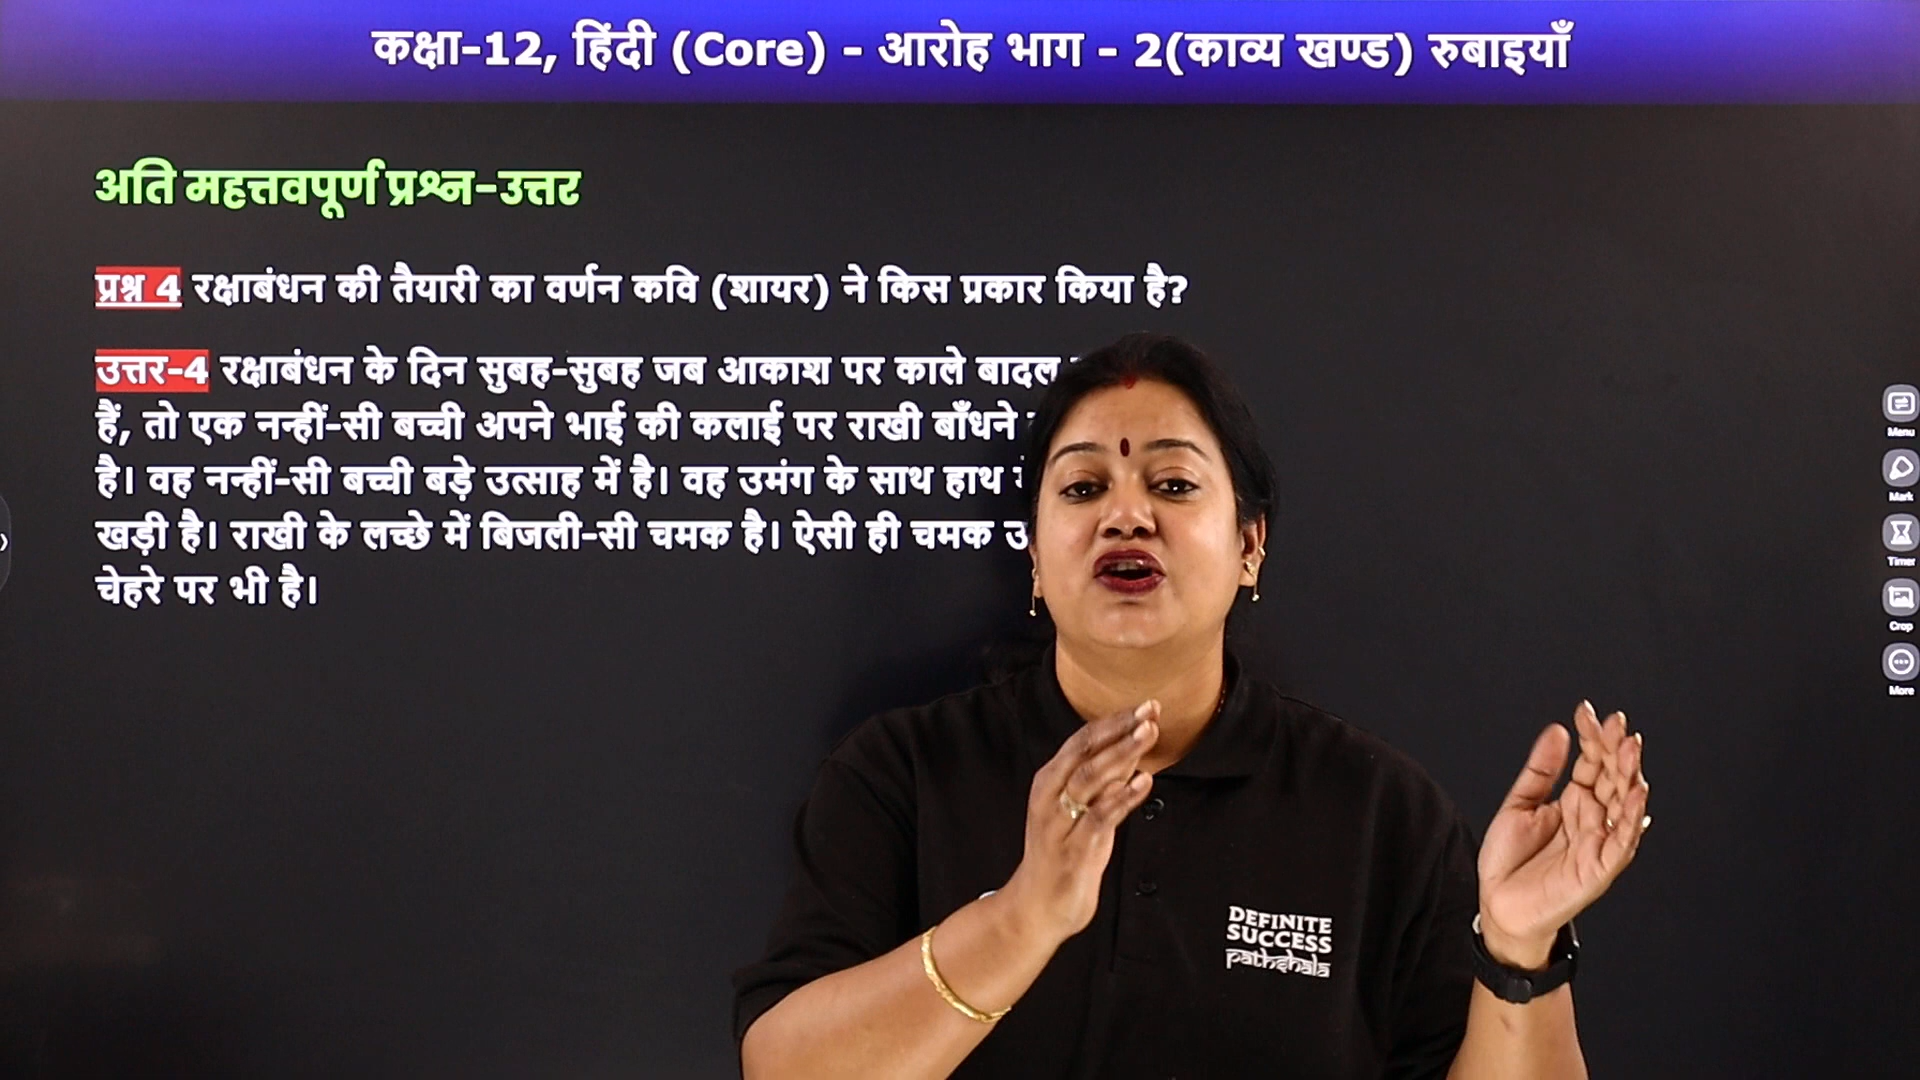 कक्षा-12, हिंदी (Core) - आरोह भाग - 2(काव्य खण्ड) रुबाइयाँ
अति महत्तवपूर्ण प्रश्न-उत्तर
प्रश्न 4 रक्षाबंधन की तैयारी का वर्णन कवि (शायर) ने किस प्रकार किया है?
उत्तर-4 रक्षाबंधन के दिन सुबह-सुबह जब आकाश पर काले बादल
हैं, तो एक नन्हीं-सी बच्ची अपने भाई की कलाई पर राखी बाँधने
है। वह नन्हीं-सी बच्ची बड़े उत्साह में है। वह उमंग के साथ हाथ
खड़ी है। राखी के लच्छे में बिजली-सी चमक है। ऐसी ही चमक
चेहरे पर भी है।
Menu
Mark
Timer
Crop
More
DEFINITE
SUCCESS
pathshala